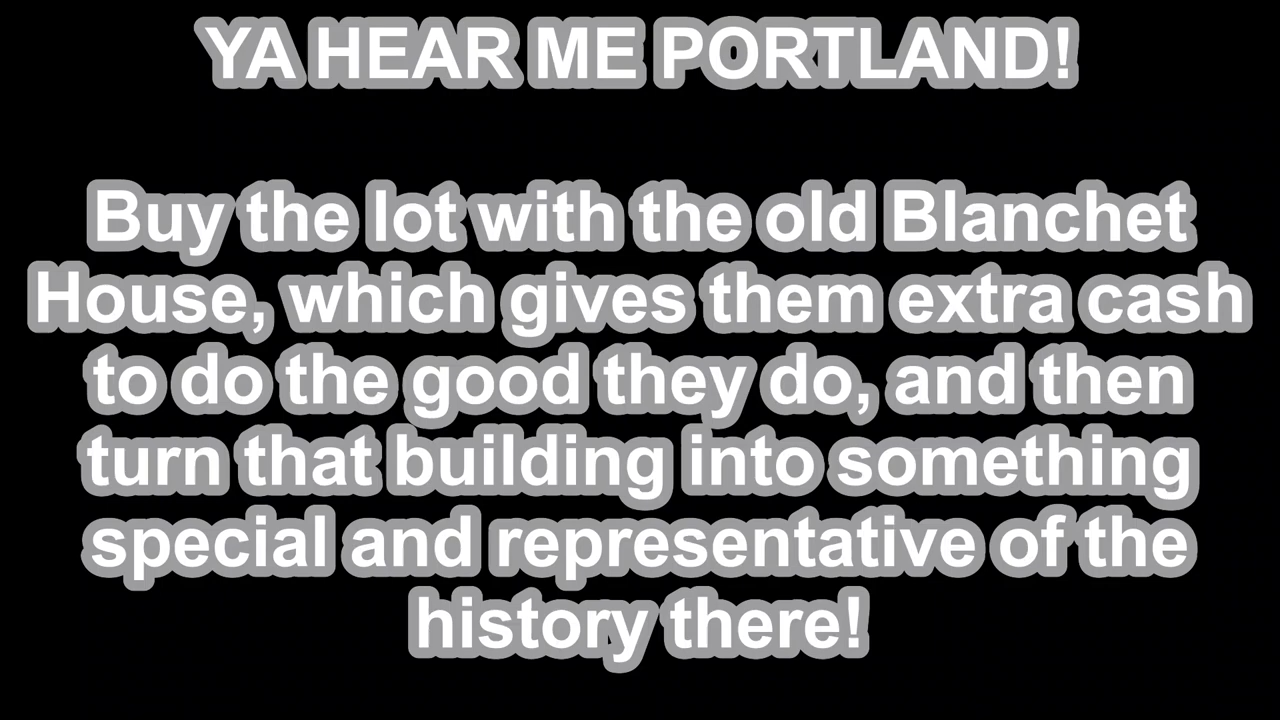 YA HEAR ME PORTLAND!
Buy the lot with the old Blanchet
House, which gives them extra cash
to do the good they do, and then
turn that building into something
special and representative of the
history there!